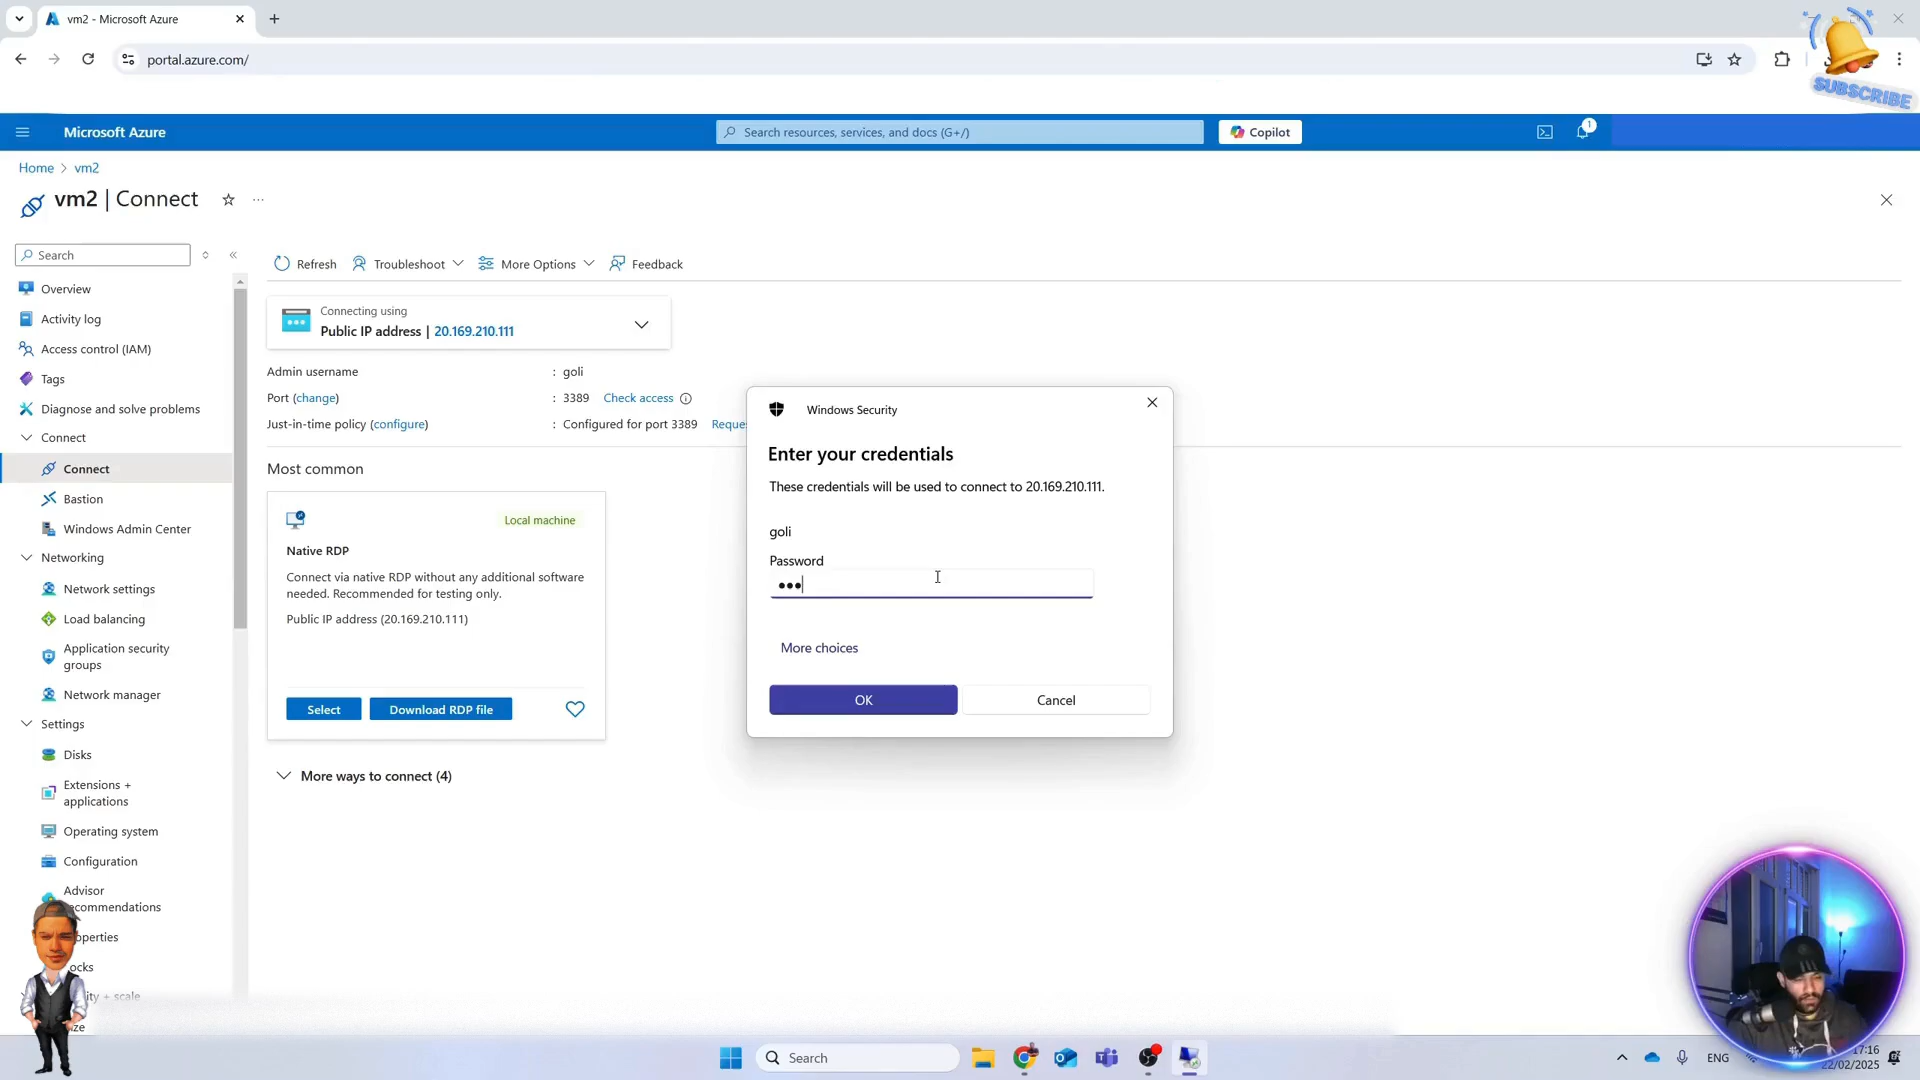 vm2 - Microsoft Azure
portal.azure.com/
SUBSCRIBE
Microsoft Azure
Search resources, services, and docs (G+/)
Copilot
1
Home > vm2
vm2 | Connect
Search
Refresh
Troubleshoot
More Options
Feedback
Overview
Activity log
Access control (IAM)
Tags
Diagnose and solve problems
Connect
Connect
Bastion
Windows Admin Center
Networking
Network settings
Load balancing
Application security
groups
Network manager
Settings
Disks
Extensions +
applications
Operating system
Configuration
Advisor
Connecting using
Public IP address | 20.169.210.111
Admin username : goli
Port (change) : 3389 Check access
Just-in-time policy (configure) : Configured for port 3389
Most common
Local machine
Native RDP
Connect via native RDP without any additional software
needed. Recommended for testing only.
Public IP address (20.169.210.111)
Select
Download RDP file
More ways to connect (4)
Windows Security
Enter your credentials
These credentials will be used to connect to 20.169.210.111.
goli
Password
More choices
OK
Cancel
Search
ENG
17:16
22/02/2025